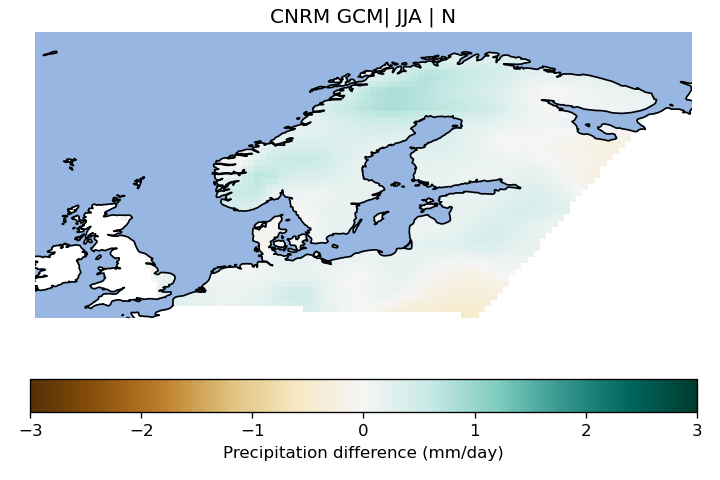 CNRM GCM| JJA | N
−3 −2 −1 0 1 2 3
Precipitation difference (mm/day)